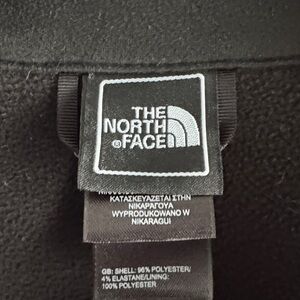 THE
NORTH
FACE
ΚΑΤΑΣΚΕΥΑΖΕΤΑΙ ΣΤΗΝ
ΝΙΚΑΡΑΓΟΥΑ
WYPRODUKOWANO W
NIKARAGUI
GB: SHELL: 96% POLYESTER/
4% ELASTANE/LINING:
100% POLYESTER